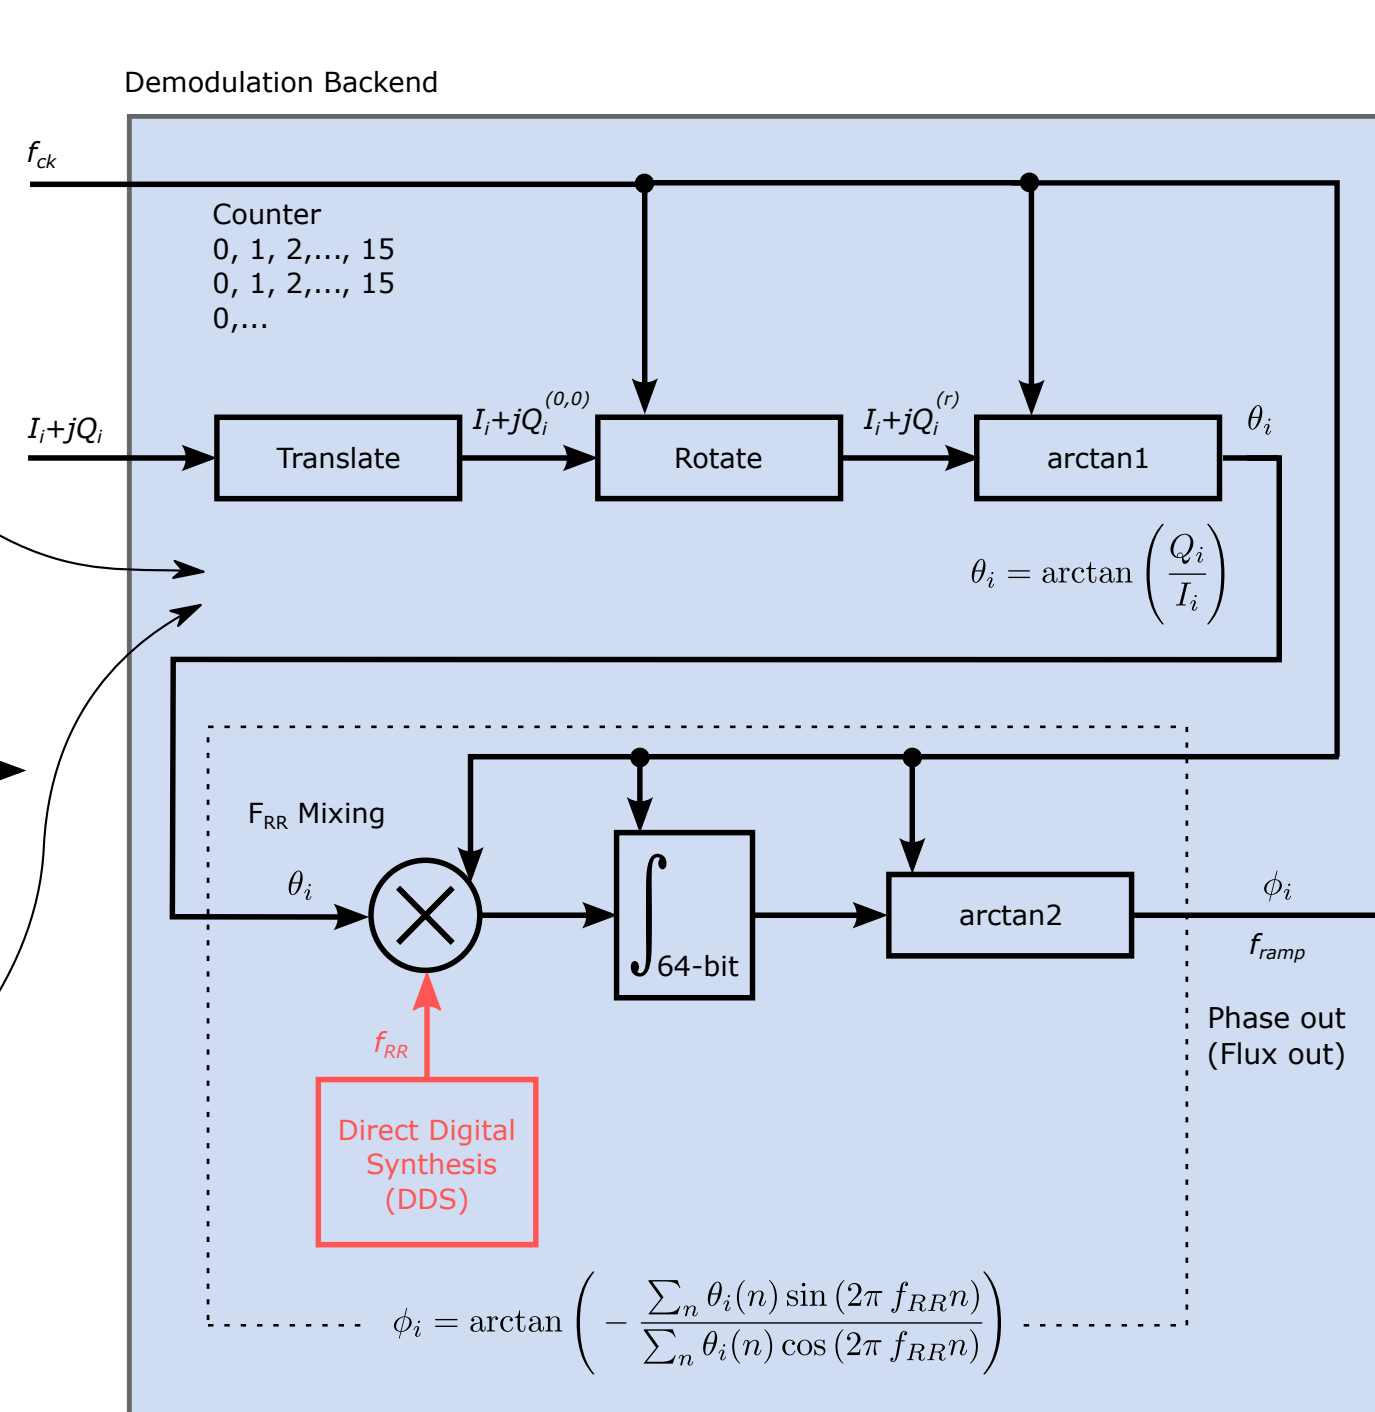 Demodulation Backend
f_ck
Counter
0, 1, 2,..., 15
0, 1, 2,..., 15
0,...
I_i+jQ_i
Translate
I_i+jQ_i^(0,0)
Rotate
I_i+jQ_i^(r)
arctan1
θ_i
θ_i = arctan(Q_i/I_i)
F_RR Mixing
θ_i
∫ 64-bit
arctan2
ϕ_i
f_ramp
Phase out
(Flux out)
f_RR
Direct Digital
Synthesis
(DDS)
ϕ_i = arctan(− ∑_n θ_i(n) sin (2π f_RR n) / ∑_n θ_i(n) cos (2π f_RR n))